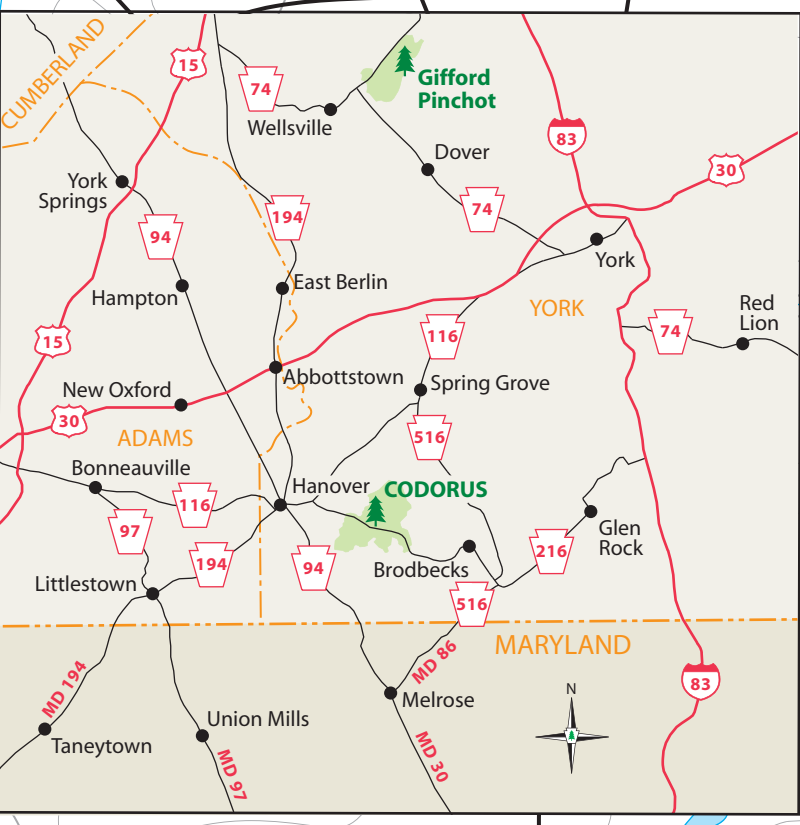 CUMBERLAND
15
74
Gifford
Pinchot
Wellsville
83
Dover
30
York
Springs
74
94
194
York
Hampton
East Berlin
YORK
Red
Lion
15
116
74
New Oxford
Abbottstown
Spring Grove
30
ADAMS
516
Bonneauville
Hanover
CODORUS
116
97
Glen
Rock
216
194
94
Brodbecks
Littlestown
516
MARYLAND
MD 86
MD 194
83
N
Melrose
Union Mills
Taneytown
MD 30
MD 97